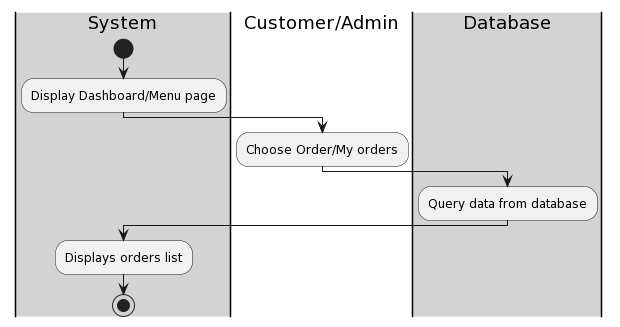 System
Customer/Admin
Database
Display Dashboard/Menu page
Choose Order/My orders
Query data from database
Displays orders list